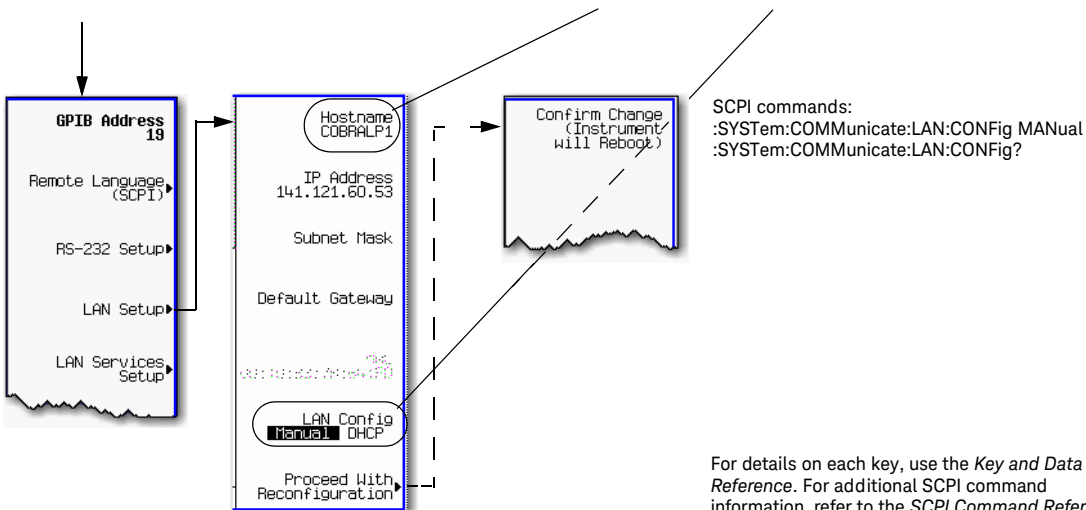 GPIB Address
19
Remote Language
(SCPI)
RS-232 Setup
LAN Setup
LAN Services
Setup
Hostname
COBRALP1
IP Address
141.121.60.53
Subnet Mask
Default Gateway
LAN Config
Manual DHCP
Proceed With
Reconfiguration
Confirm Change
(Instrument
will Reboot)
SCPI commands:
:SYSTem:COMMunicate:LAN:CONFig MANual
:SYSTem:COMMunicate:LAN:CONFig?
For details on each key, use the Key and Data
Reference. For additional SCPI command
information, refer to the SCPI Command Refer